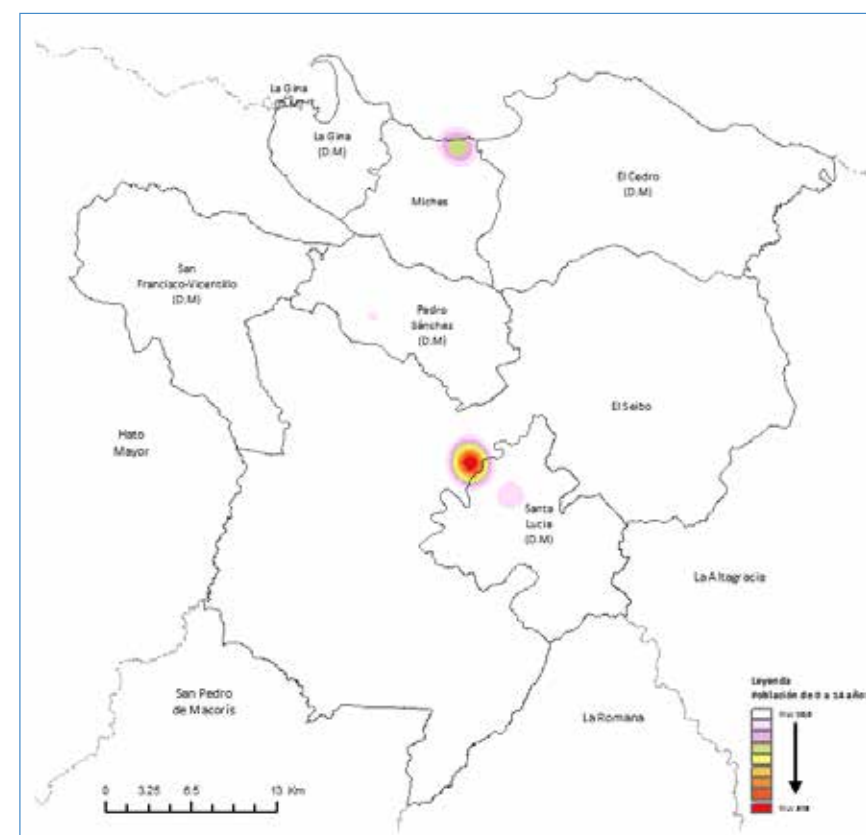 La Gina
La Gina
(D.M)
Miches
El Cedro
(D.M)
San
Francisco-Vicentillo
(D.M)
Pedro
Sánchez
(D.M)
El Seibo
Hato
Mayor
Santa
Lucía
(D.M)
La Altagracia
San Pedro
de Macorís
La Romana
Leyenda
Población de 0 a 14 años
0 3.25 6.5 13 Km